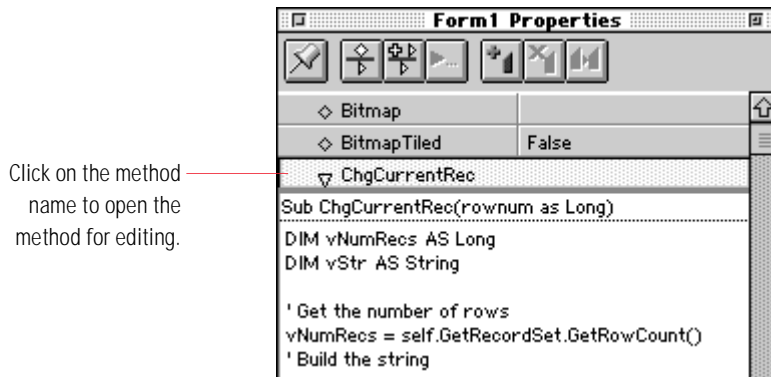 Form1 Properties
Bitmap
BitmapTiled False
Click on the method
name to open the
method for editing.
ChgCurrentRec
Sub ChgCurrentRec(rownum as Long)
DIM vNumRecs AS Long
DIM vStr AS String
' Get the number of rows
vNumRecs = self.GetRecordSet.GetRowCount()
' Build the string